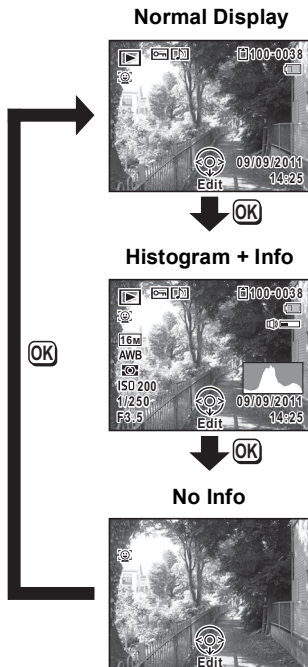 Normal Display
100-0038
Edit
09/09/2011
14:25
OK
Histogram + Info
100-0038
16M
AWB
ISO 200
1/250
F3.5
Edit
09/09/2011
14:25
OK
OK
No Info
Edit